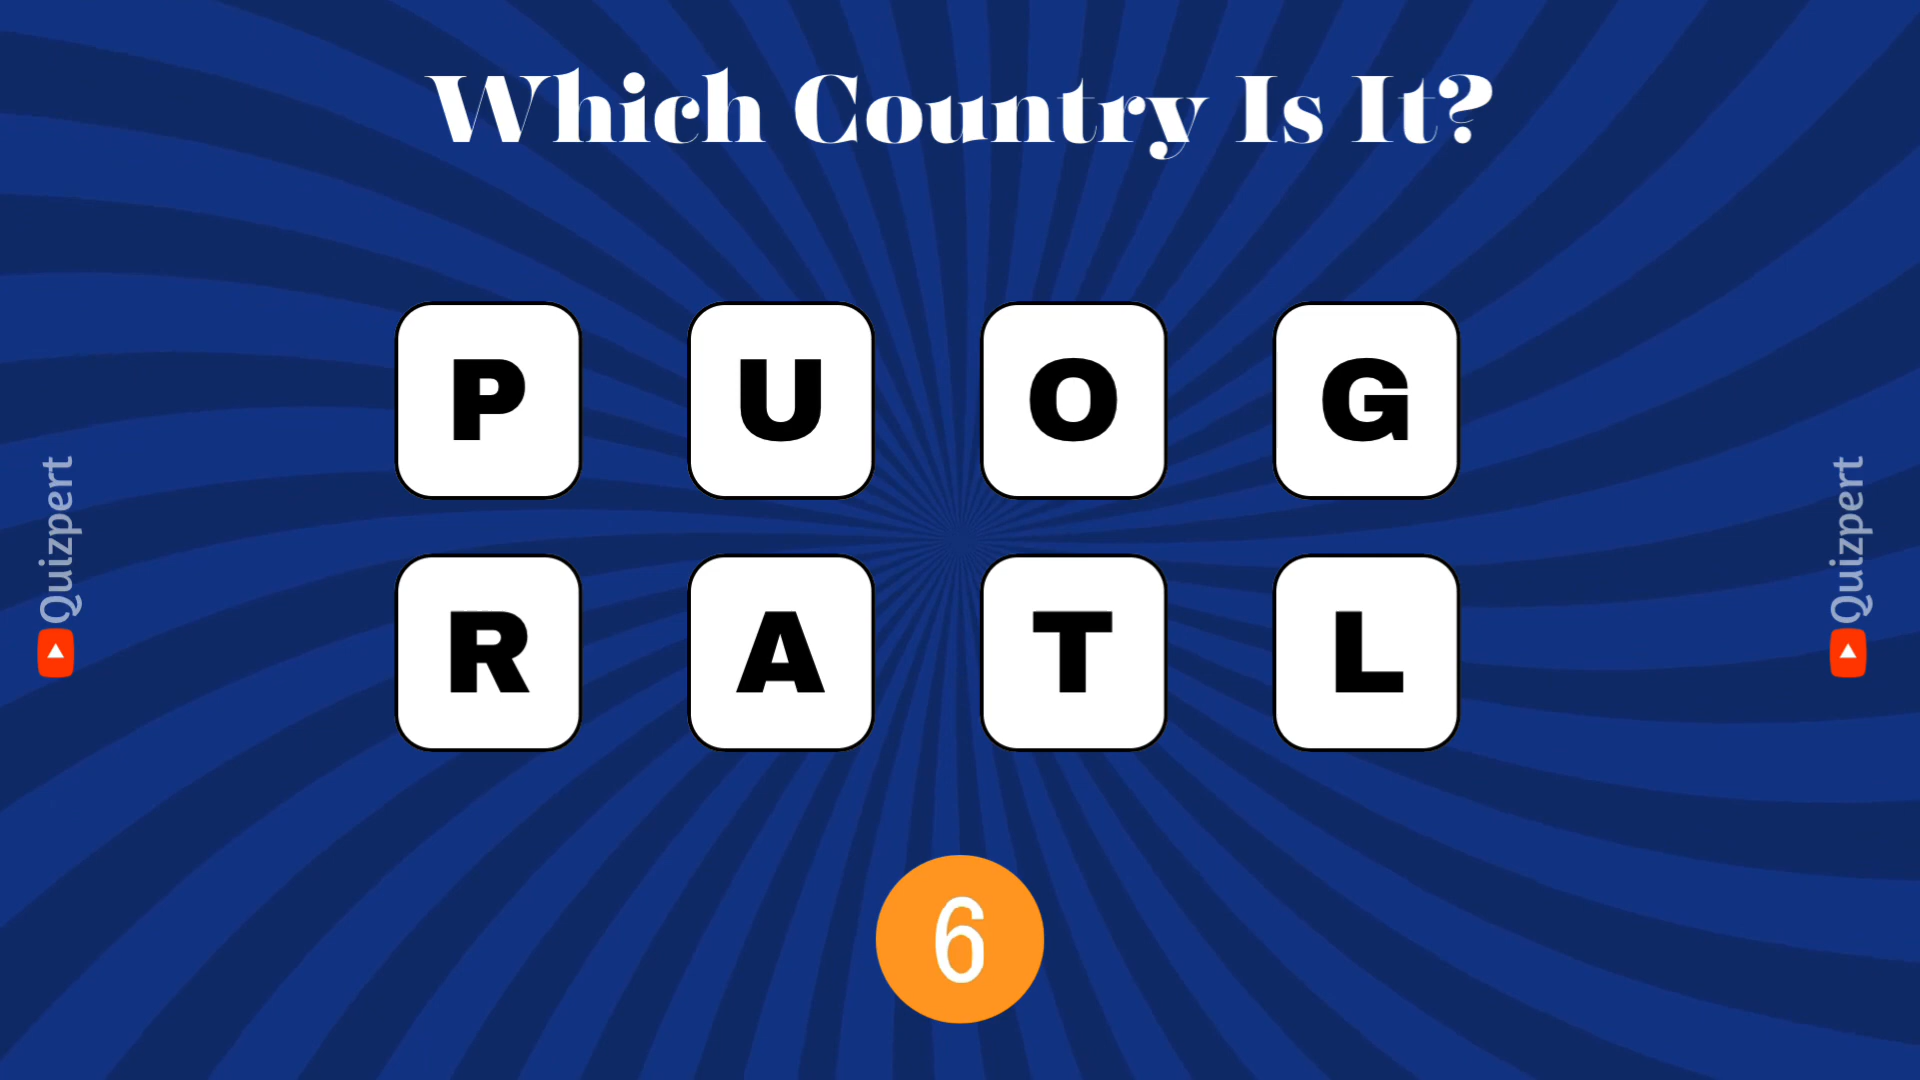 Which Country Is It?
P U O G
R A T L
6
Quizpert
Quizpert